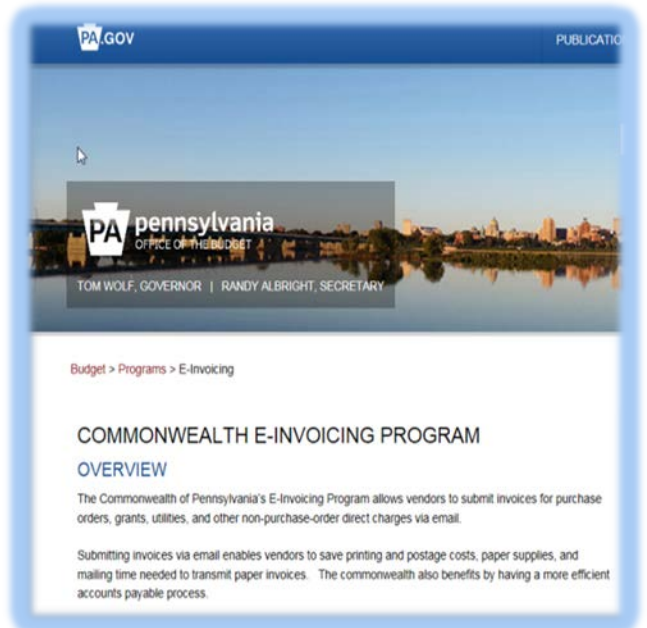 PA.GOV
PUBLICATIO
PA pennsylvania
OFFICE OF THE BUDGET
TOM WOLF, GOVERNOR | RANDY ALBRIGHT, SECRETARY
Budget > Programs > E-Invoicing
COMMONWEALTH E-INVOICING PROGRAM
OVERVIEW
The Commonwealth of Pennsylvania's E-Invoicing Program allows vendors to submit invoices for purchase
orders, grants, utilities, and other non-purchase-order direct charges via email.
Submitting invoices via email enables vendors to save printing and postage costs, paper supplies, and
mailing time needed to transmit paper invoices. The commonwealth also benefits by having a more efficient
accounts payable process.